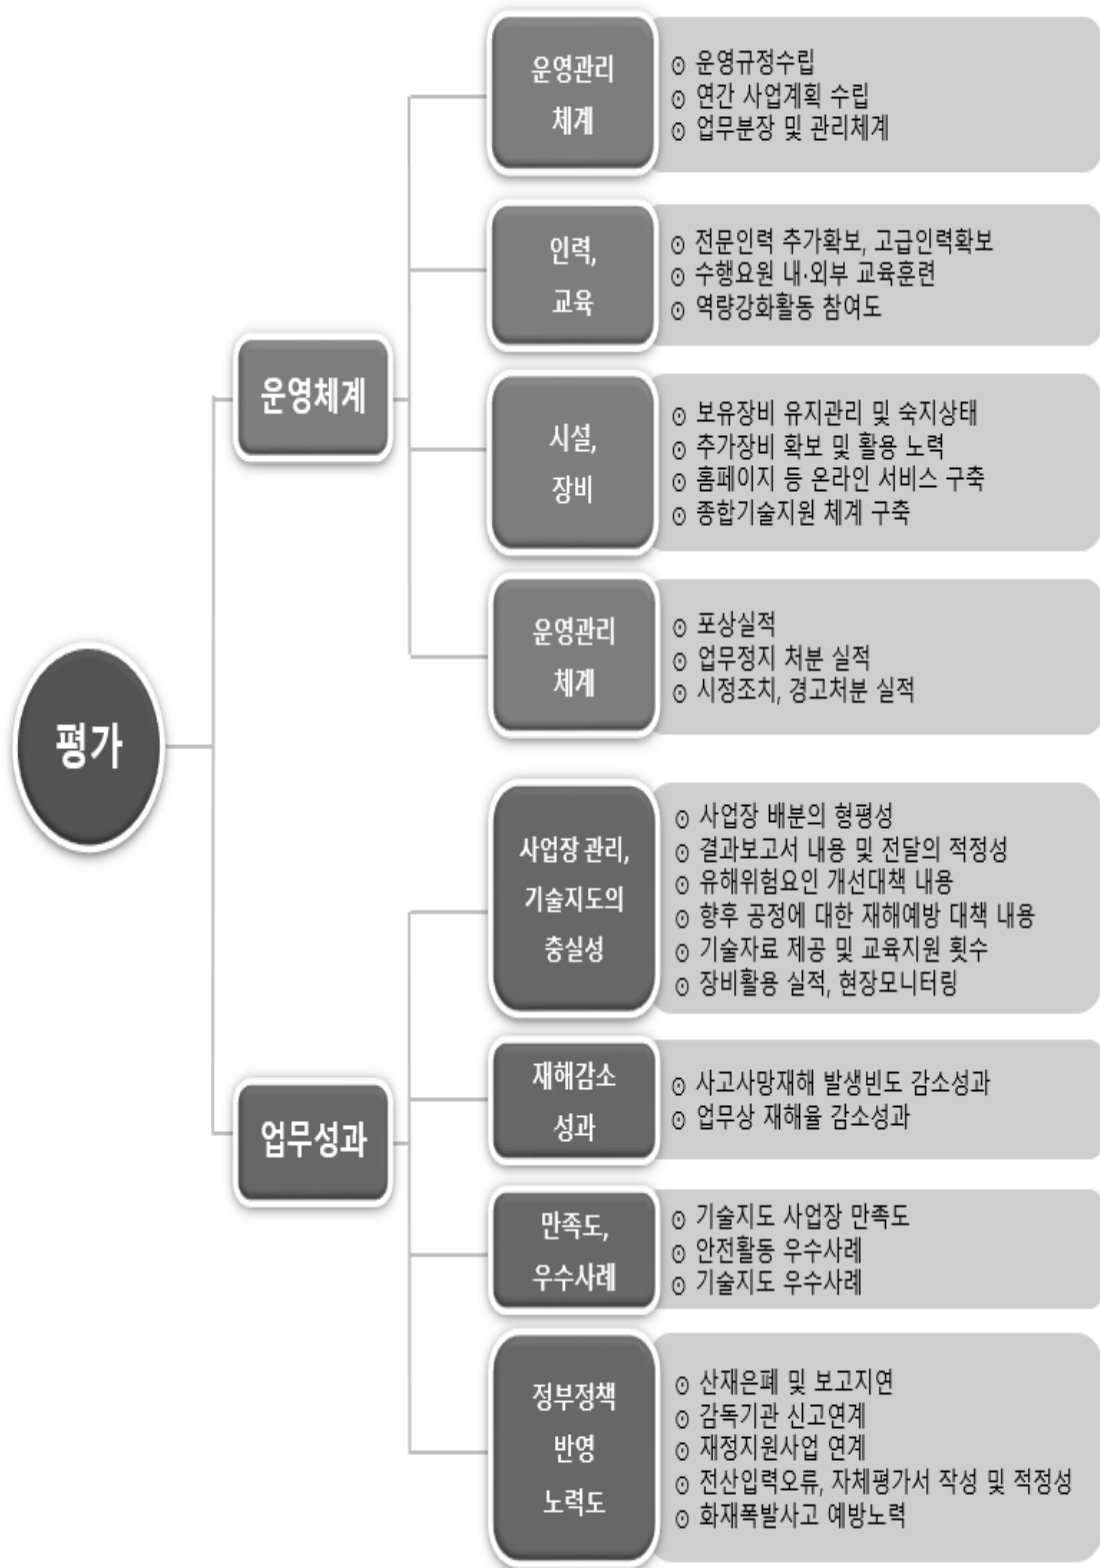 평가
운영체계
운영관리
체계
⊙ 운영규정수립
⊙ 연간 사업계획 수립
⊙ 업무분장 및 관리체계
인력,
교육
⊙ 전문인력 추가확보, 고급인력확보
⊙ 수행요원 내·외부 교육훈련
⊙ 역량강화활동 참여도
시설,
장비
⊙ 보유장비 유지관리 및 숙지상태
⊙ 추가장비 확보 및 활용 노력
⊙ 홈페이지 등 온라인 서비스 구축
⊙ 종합기술지원 체계 구축
운영관리
체계
⊙ 포상실적
⊙ 업무정지 처분 실적
⊙ 시정조치, 경고처분 실적
업무성과
사업장 관리,
기술지도의
충실성
⊙ 사업장 배분의 형평성
⊙ 결과보고서 내용 및 전달의 적정성
⊙ 유해위험요인 개선대책 내용
⊙ 향후 공정에 대한 재해예방 대책 내용
⊙ 기술자료 제공 및 교육지원 횟수
⊙ 장비활용 실적, 현장모니터링
재해감소
성과
⊙ 사고사망재해 발생빈도 감소성과
⊙ 업무상 재해율 감소성과
만족도,
우수사례
⊙ 기술지도 사업장 만족도
⊙ 안전활동 우수사례
⊙ 기술지도 우수사례
정부정책
반영
노력도
⊙ 산재은폐 및 보고지연
⊙ 감독기관 신고연계
⊙ 재정지원사업 연계
⊙ 전산입력오류, 자체평가서 작성 및 적정성
⊙ 화재폭발사고 예방노력